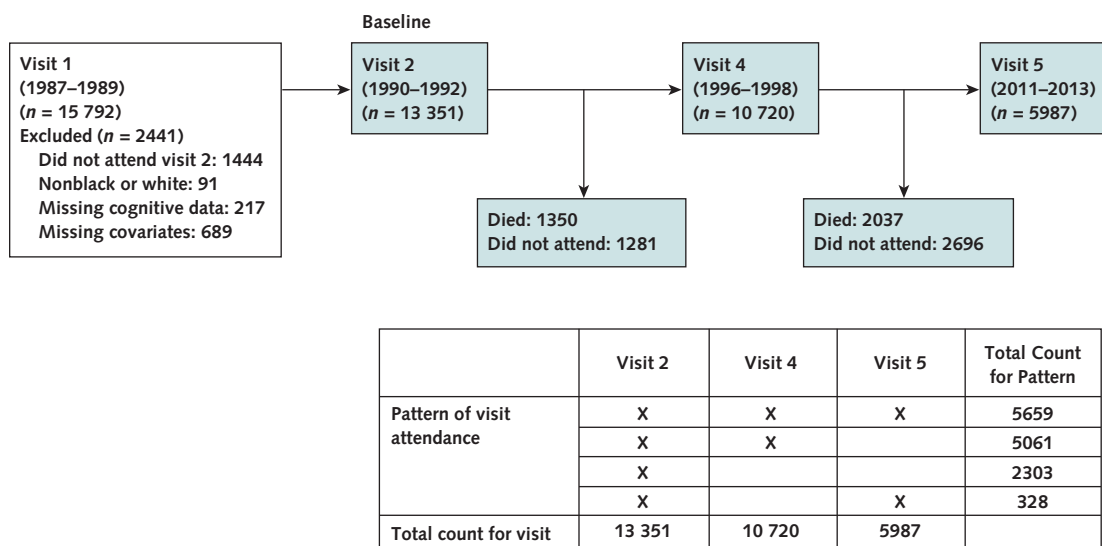 Baseline
Visit 1
(1987–1989)
(n = 15 792)
Excluded (n = 2441)
Did not attend visit 2: 1444
Nonblack or white: 91
Missing cognitive data: 217
Missing covariates: 689
Visit 2
(1990–1992)
(n = 13 351)
Visit 4
(1996–1998)
(n = 10 720)
Visit 5
(2011–2013)
(n = 5987)
Died: 1350
Did not attend: 1281
Died: 2037
Did not attend: 2696
Visit 2 Visit 4 Visit 5 Total Count
for Pattern
Pattern of visit X X X 5659
attendance X X 5061
X 2303
X X 328
Total count for visit 13 351 10 720 5987